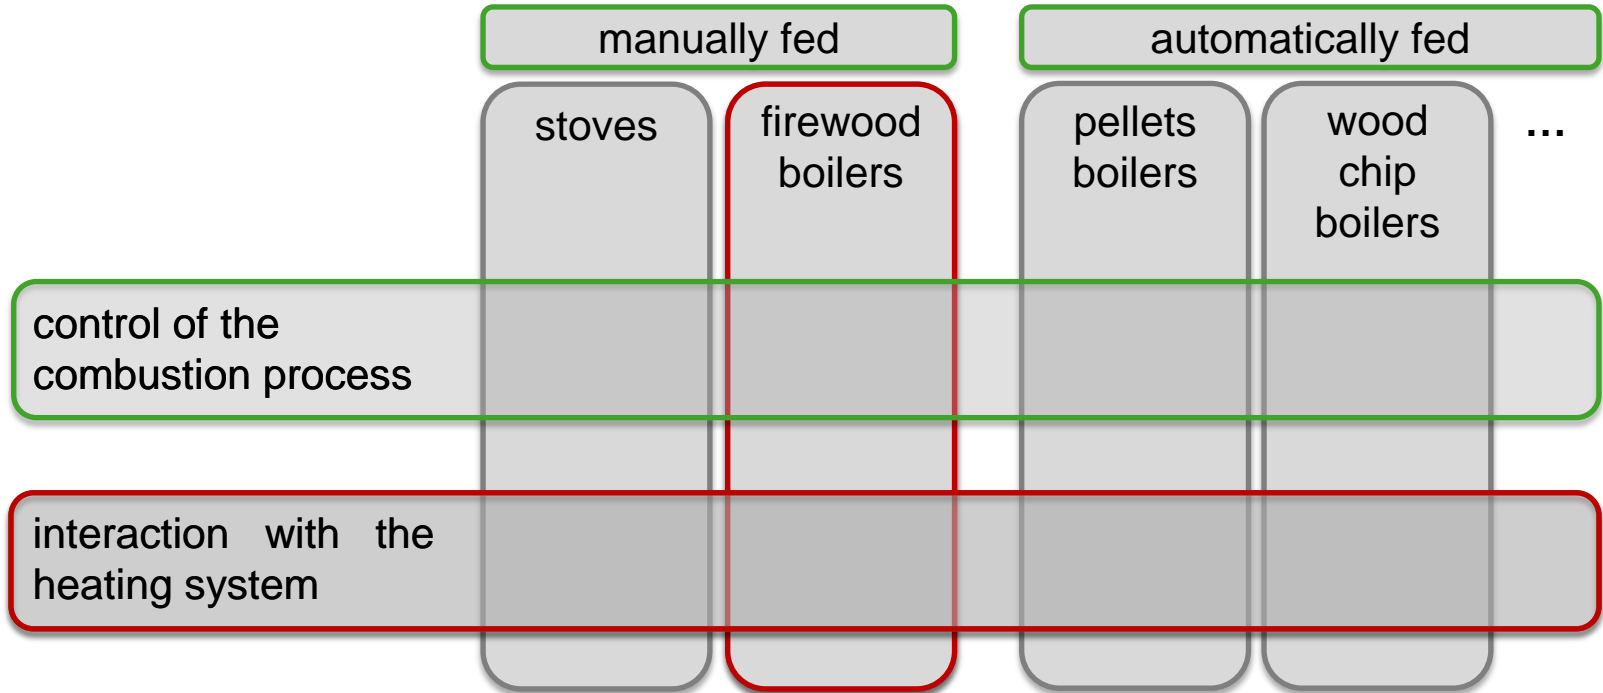 manually fed
automatically fed
stoves
firewood
boilers
pellets
boilers
wood
chip
boilers
...
control of the
combustion process
interaction with the
heating system